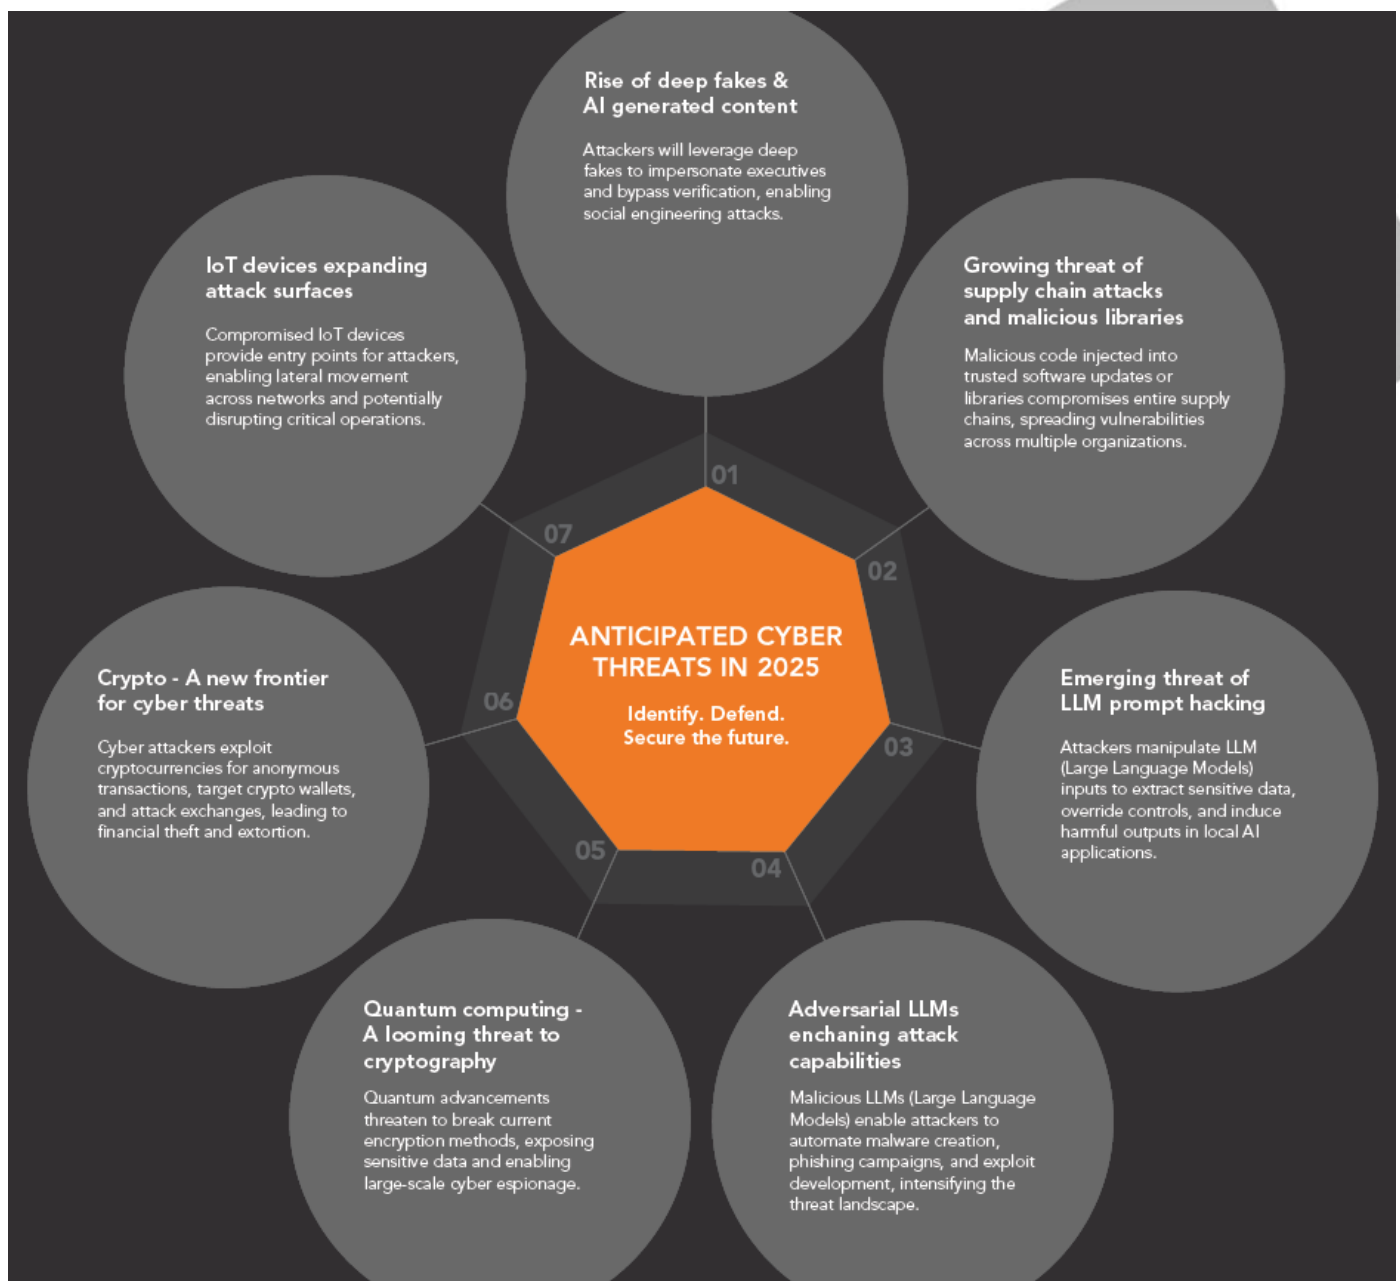 Rise of deep fakes &
AI generated content
Attackers will leverage deep
fakes to impersonate executives
and bypass verification, enabling
social engineering attacks.
IoT devices expanding
attack surfaces
Compromised IoT devices
provide entry points for attackers,
enabling lateral movement
across networks and potentially
disrupting critical operations.
Growing threat of
supply chain attacks
and malicious libraries
Malicious code injected into
trusted software updates or
libraries compromises entire supply
chains, spreading vulnerabilities
across multiple organizations.
01
07
02
ANTICIPATED CYBER
THREATS IN 2025
Identify. Defend.
Secure the future.
06
03
05
04
Crypto - A new frontier
for cyber threats
Cyber attackers exploit
cryptocurrencies for anonymous
transactions, target crypto wallets,
and attack exchanges, leading to
financial theft and extortion.
Emerging threat of
LLM prompt hacking
Attackers manipulate LLM
(Large Language Models)
inputs to extract sensitive data,
override controls, and induce
harmful outputs in local AI
applications.
Quantum computing -
A looming threat to
cryptography
Quantum advancements
threaten to break current
encryption methods, exposing
sensitive data and enabling
large-scale cyber espionage.
Adversarial LLMs
enchaning attack
capabilities
Malicious LLMs (Large Language
Models) enable attackers to
automate malware creation,
phishing campaigns, and exploit
development, intensifying the
threat landscape.